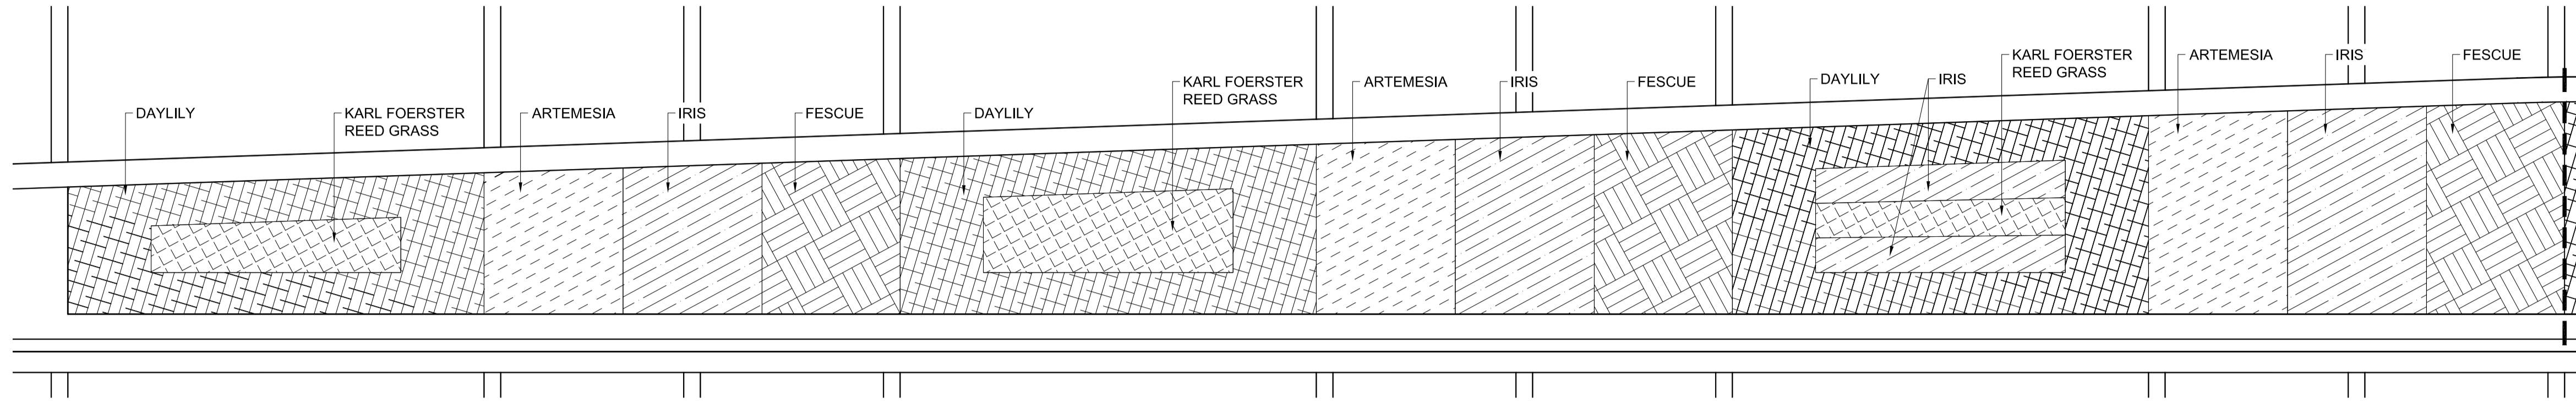 DAYLILY
KARL FOERSTER
REED GRASS
ARTEMESIA
IRIS
FESCUE
DAYLILY
KARL FOERSTER
REED GRASS
ARTEMESIA
IRIS
FESCUE
DAYLILY
IRIS
KARL FOERSTER
REED GRASS
ARTEMESIA
IRIS
FESCUE